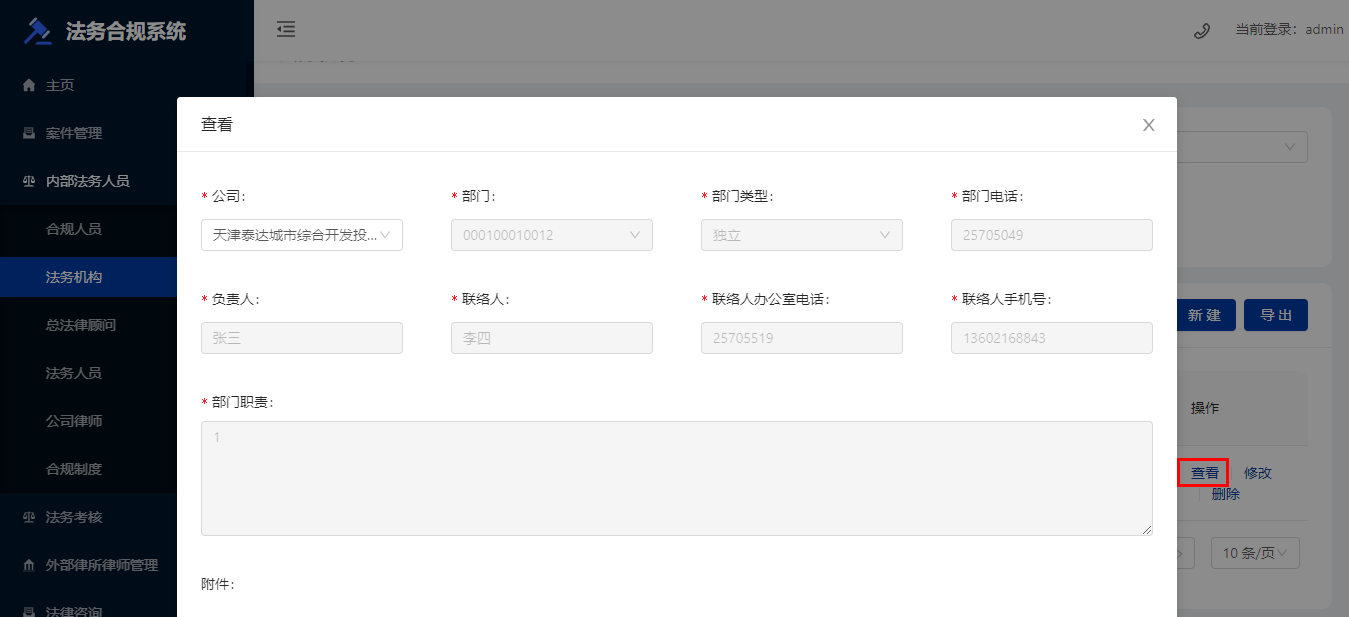 法务合规系统
当前登录：admin
主页
案件管理
内部法务人员
合规人员
法务机构
总法律顾问
法务人员
公司律师
合规制度
法务考核
外部律所律师管理
法律咨询
查看
* 公司:
* 部门:
* 部门类型:
* 部门电话:
天津泰达城市综合开发投...
000100010012
独立
25705049
* 负责人:
* 联络人:
* 联络人办公室电话:
* 联络人手机号:
张三
李四
25705519
13602168843
* 部门职责:
1
附件:
新建
导出
操作
查看
修改
删除
10 条/页